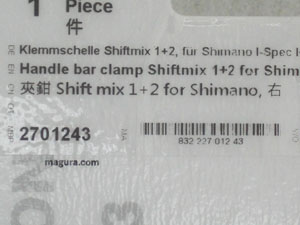 1 Piece
件
DE Klemmschelle Shiftmix 1+2, für Shimano I-Spec
EN Handle bar clamp Shiftmix 1+2 for Shim
夾鉗 Shift mix 1+2 for Shimano, 右
2701243
832 227 012 43
magura.com